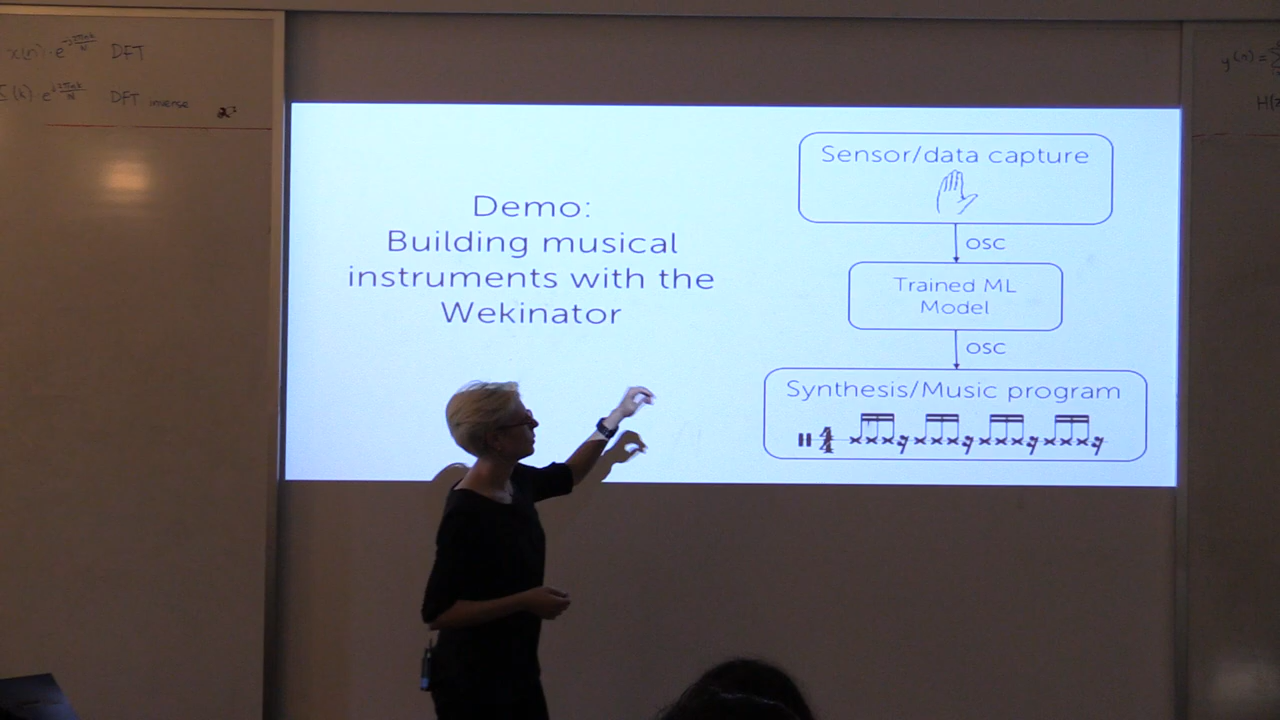 x(n)·e DFT
DFT inverse
Demo:
Building musical
instruments with the
Wekinator
Sensor/data capture
OSC
Trained ML
Model
OSC
Synthesis/Music program
y(n)=